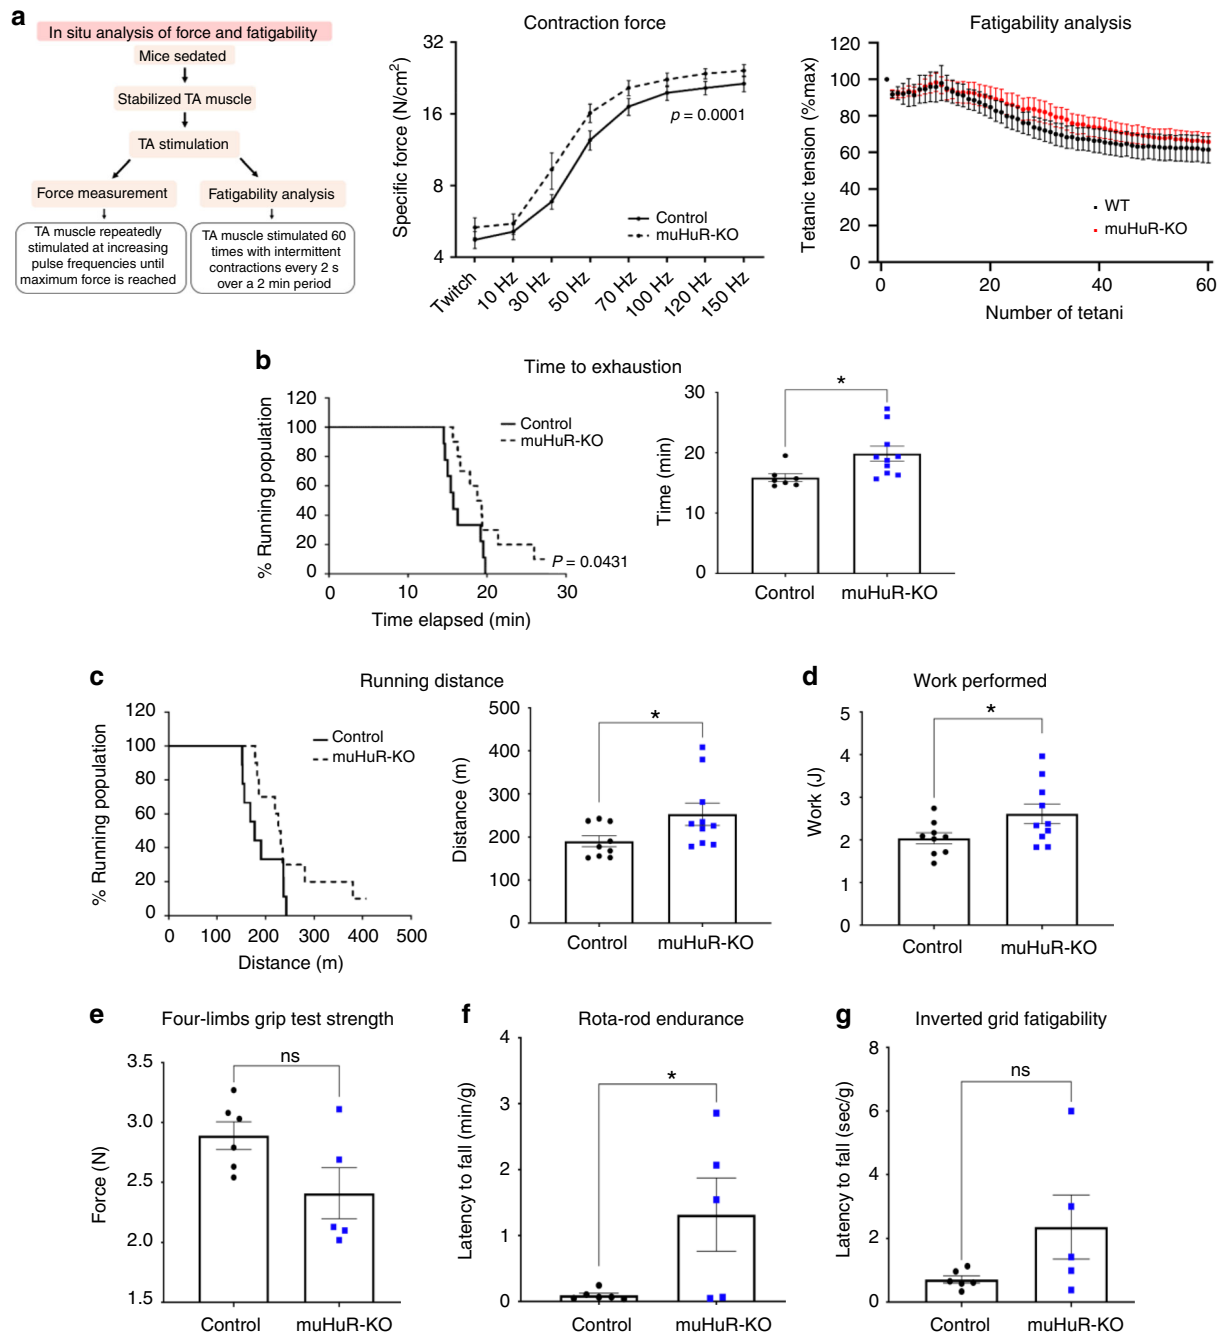 a
In situ analysis of force and fatigability
Mice sedated
Stabilized TA muscle
TA stimulation
Force measurement
Fatigability analysis
TA muscle repeatedly
stimulated at increasing
pulse frequencies until
maximum force is reached
TA muscle stimulated 60
times with intermittent
contractions every 2 s
over a 2 min period
Contraction force
Specific force (N/cm²)
32
16
8
4
p = 0.0001
Control
muHuR-KO
Twitch
10 Hz
30 Hz
50 Hz
70 Hz
100 Hz
120 Hz
150 Hz
Fatigability analysis
Tetanic tension (%max)
120
100
80
60
40
20
0
WT
muHuR-KO
0 20 40 60
Number of tetani
b
Time to exhaustion
% Running population
120
100
80
60
40
20
0
Control
muHuR-KO
P = 0.0431
0 10 20 30
Time elapsed (min)
Time (min)
30
20
10
0
*
Control muHuR-KO
c
Running distance
% Running population
120
100
80
60
40
20
0
Control
muHuR-KO
0 100 200 300 400 500
Distance (m)
Distance (m)
500
400
300
200
100
0
*
Control muHuR-KO
d
Work performed
Work (J)
5
4
3
2
1
0
*
Control muHuR-KO
e
Four-limbs grip test strength
Force (N)
3.5
3.0
2.5
2.0
1.5
ns
Control muHuR-KO
f
Rota-rod endurance
Latency to fall (min/g)
4
3
2
1
0
*
Control muHuR-KO
g
Inverted grid fatigability
Latency to fall (sec/g)
8
6
4
2
0
ns
Control muHuR-KO